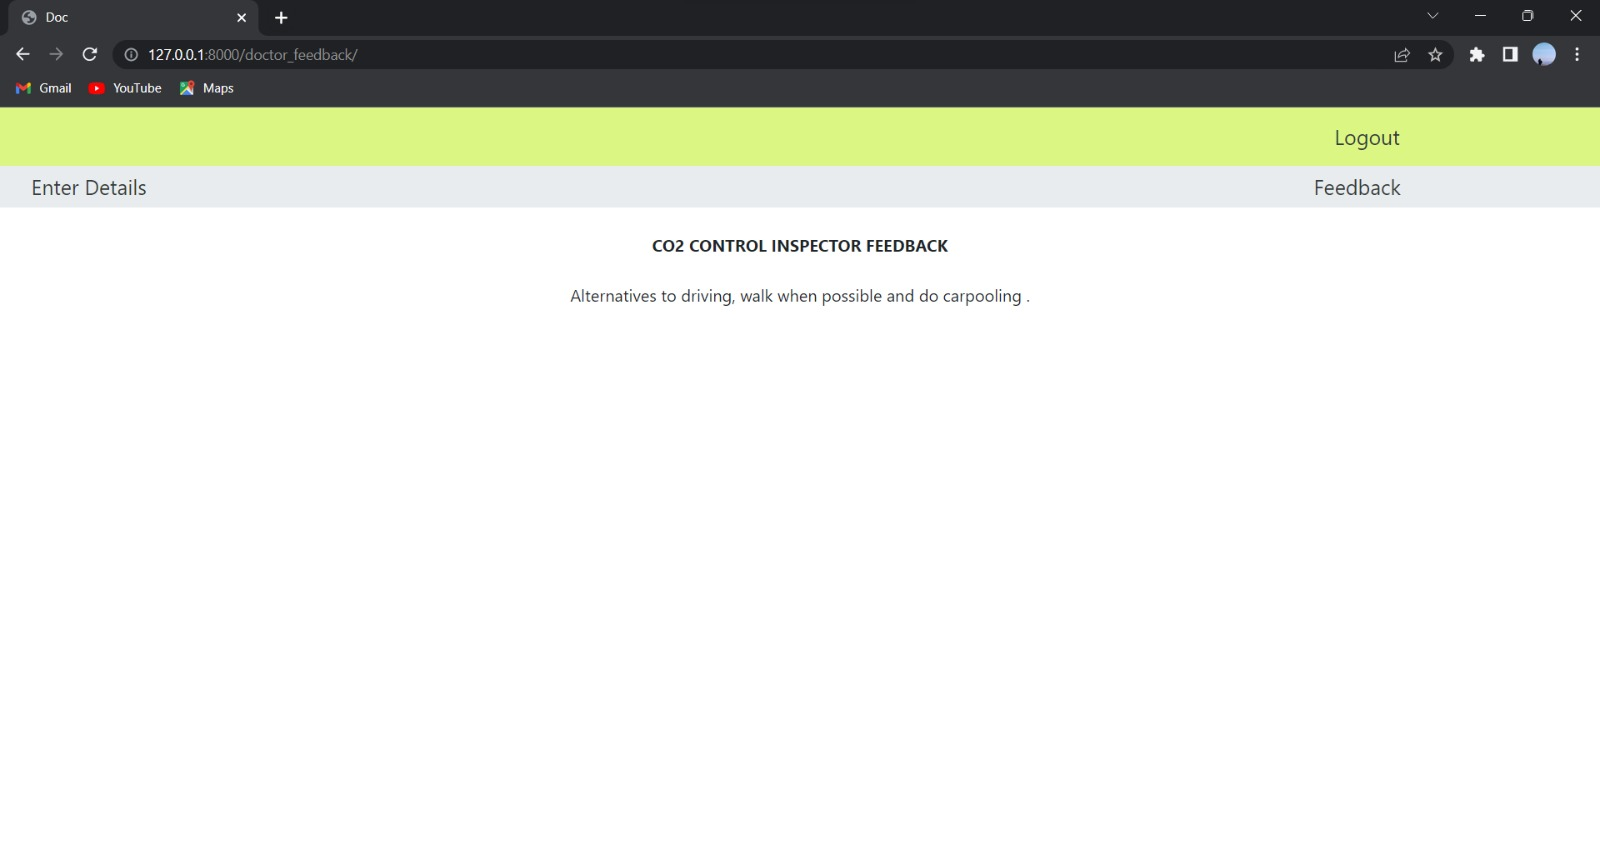 Doc
127.0.0.1:8000/doctor_feedback/
Gmail YouTube Maps
Logout
Enter Details Feedback
CO2 CONTROL INSPECTOR FEEDBACK
Alternatives to driving, walk when possible and do carpooling .